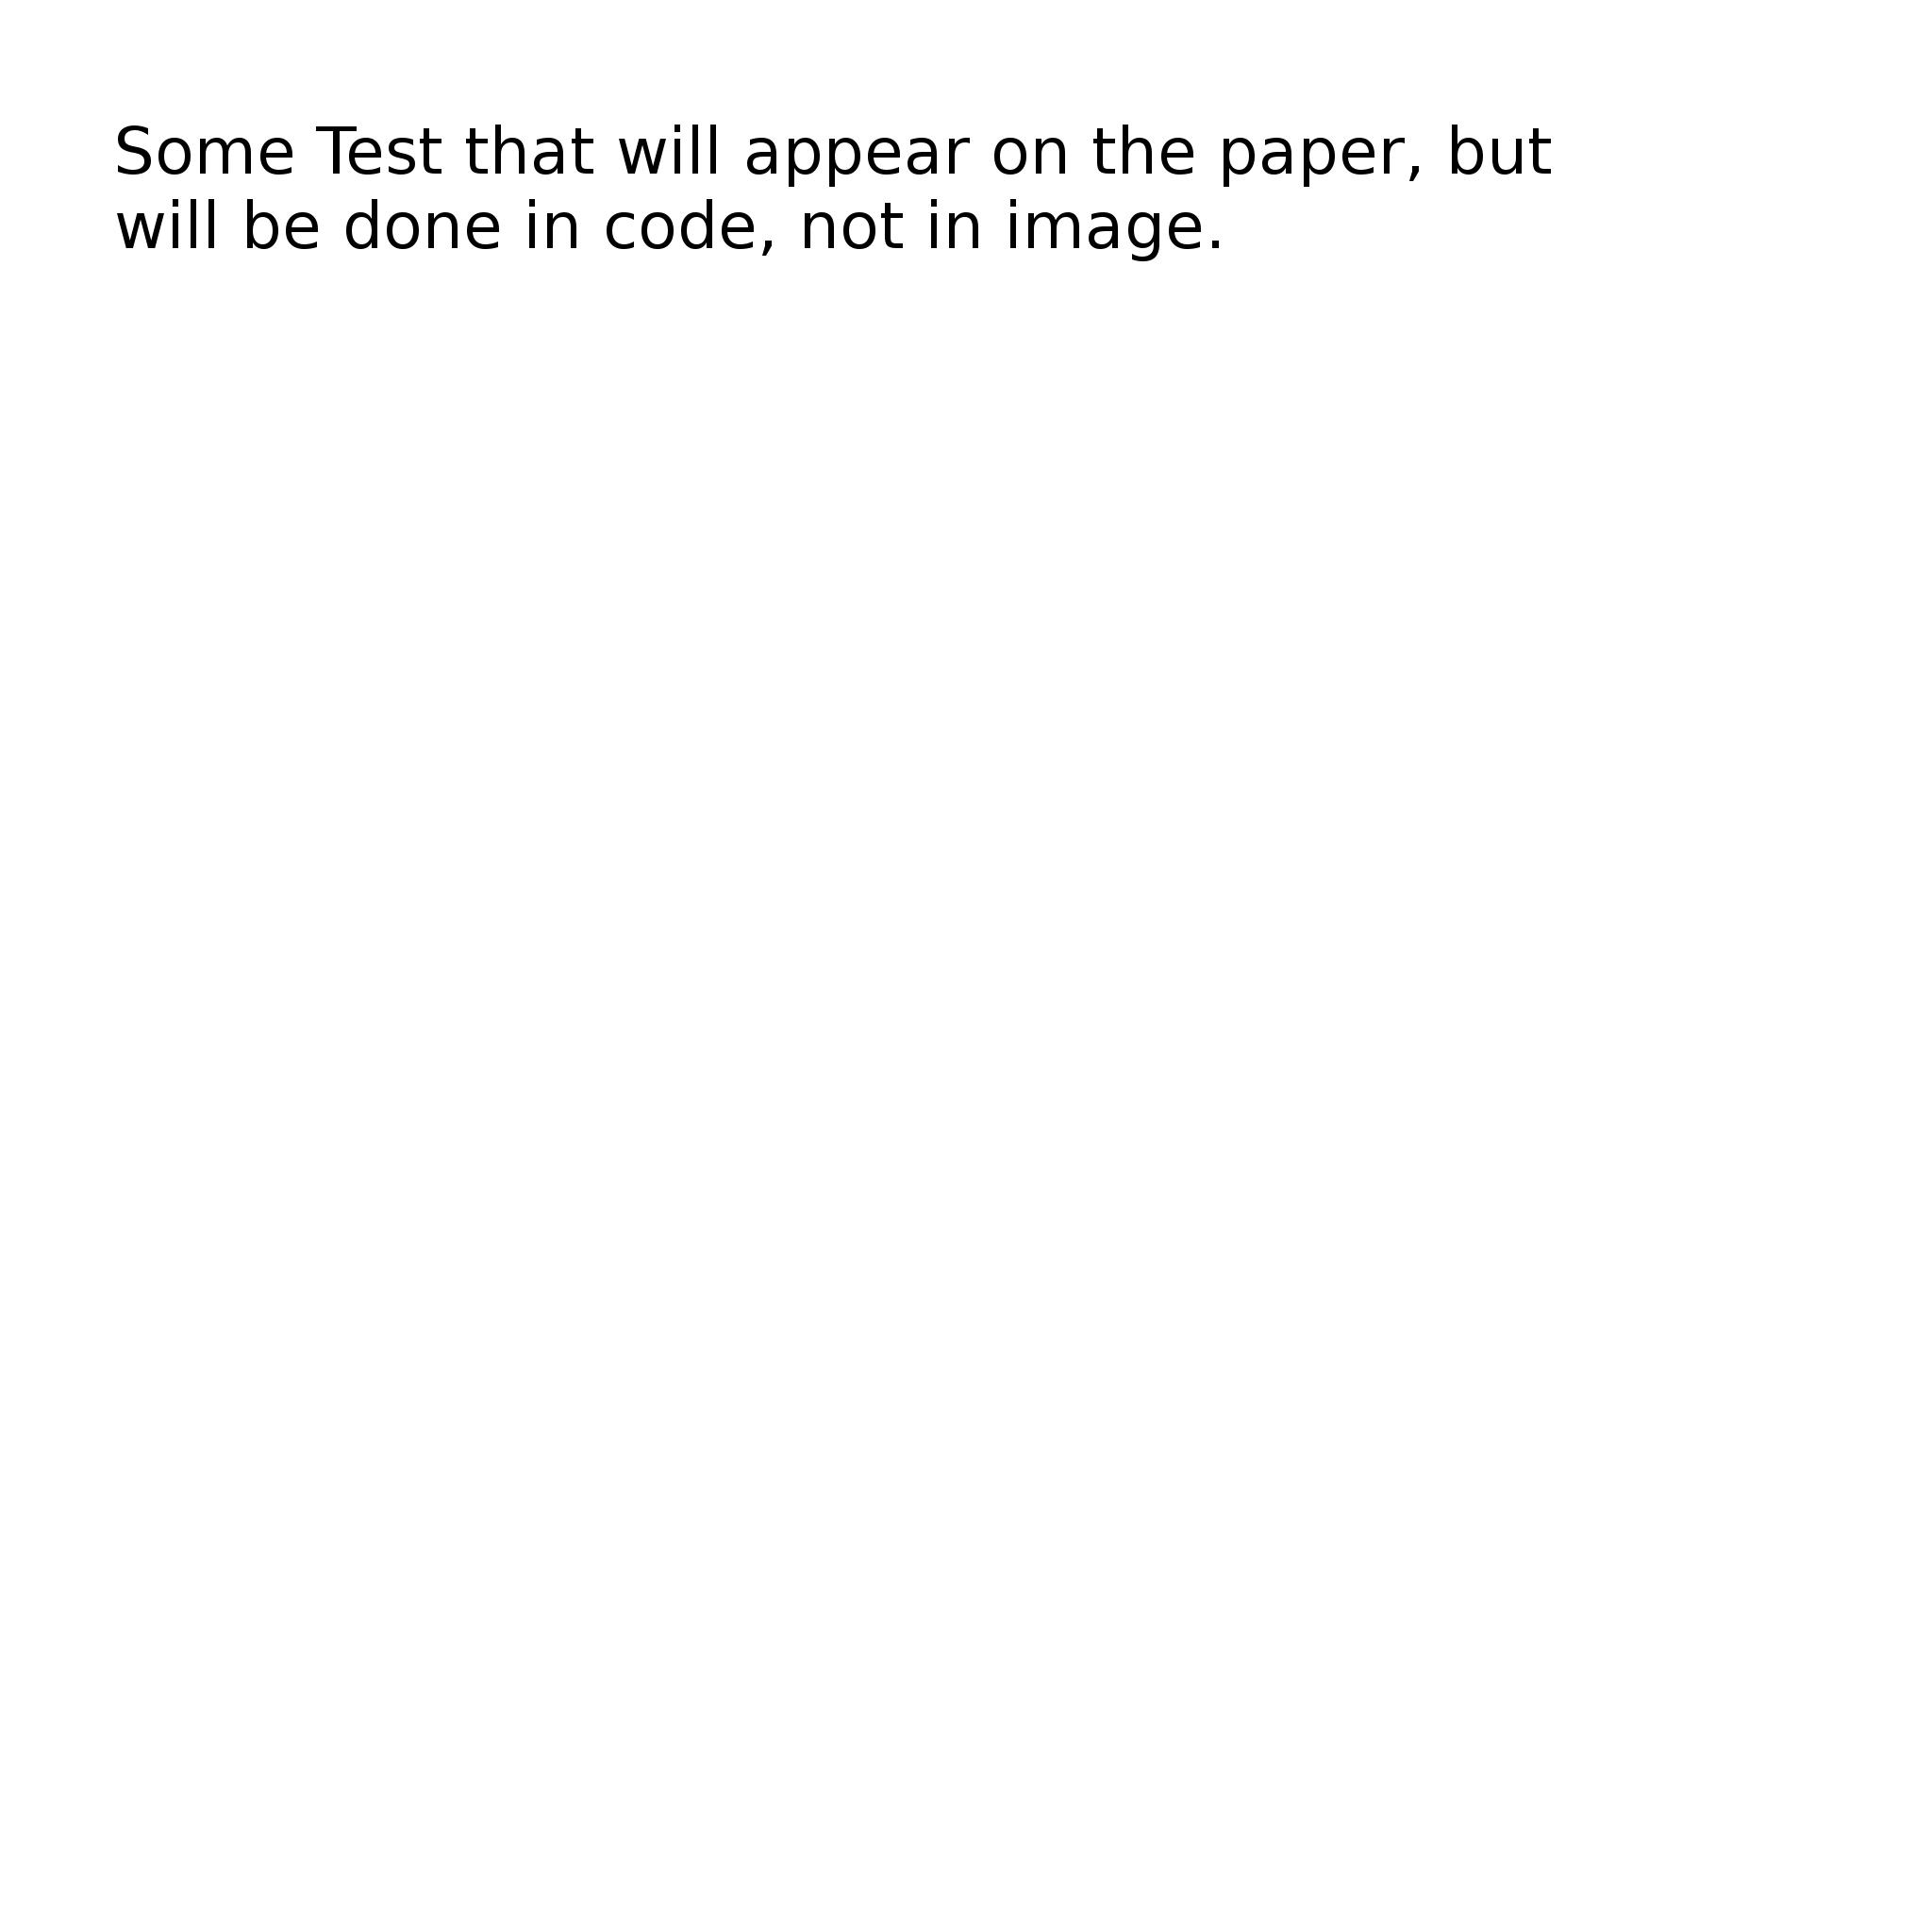 Some Test that will appear on the paper, but
will be done in code, not in image.